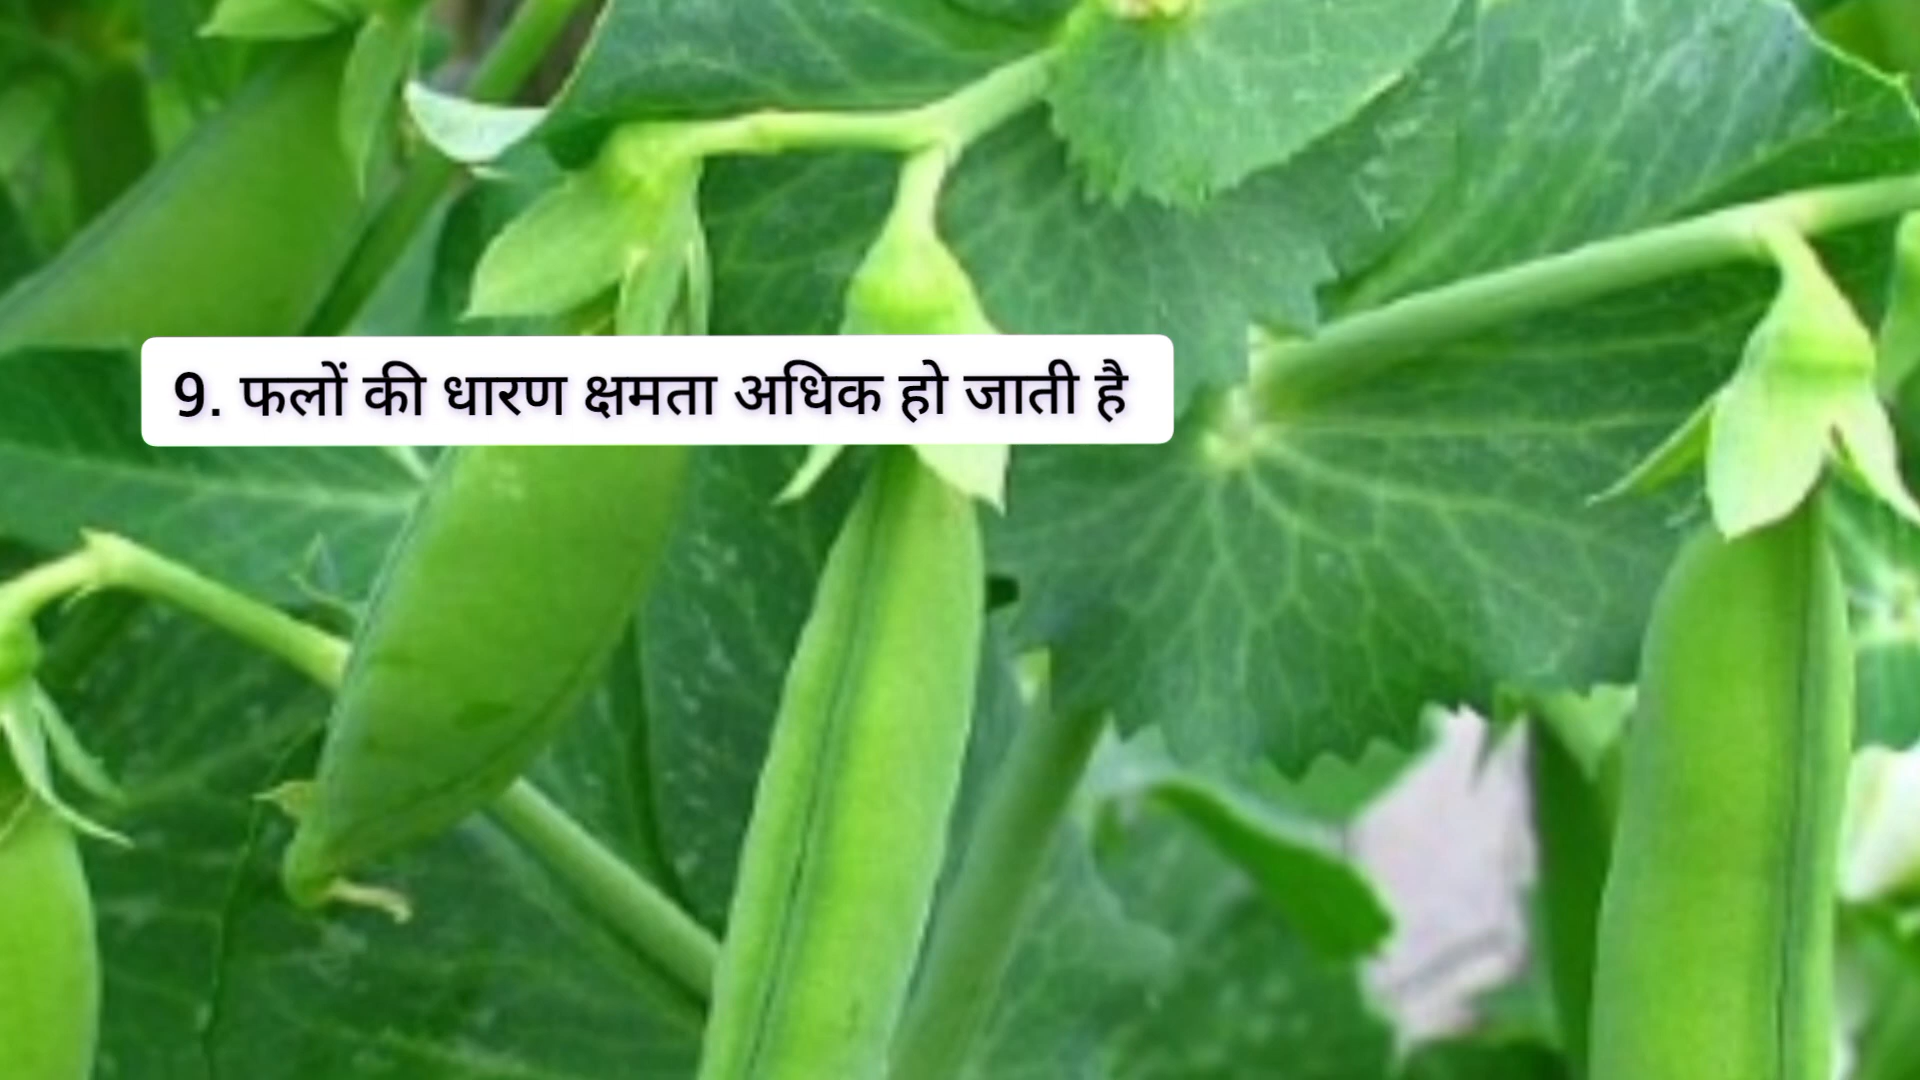 9. फलों की धारण क्षमता अधिक हो जाती है